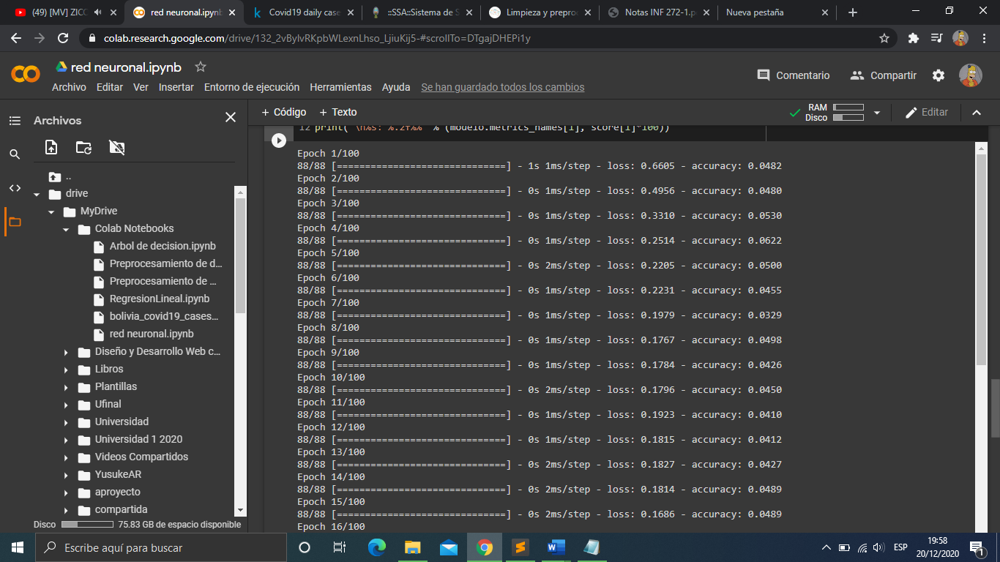 (49) [MV] ZICO
red neuronal.ipynb
Covid19 daily case
::SSA::Sistema de S
Limpieza y preproc
Notas INF 272-1.p
Nueva pestaña
colab.research.google.com/drive/132_2vBylvRKpbWLexnLhso_LjiuKij5-#scrollTo=DTgajDHEPi1y
red neuronal.ipynb
Comentario
Compartir
Archivo Editar Ver Insertar Entorno de ejecución Herramientas Ayuda Se han guardado todos los cambios
Archivos
+ Código + Texto
RAM
Disco
Editar
..
drive
MyDrive
Colab Notebooks
Arbol de decision.ipynb
Preprocesamiento de d...
Preprocesamiento de ...
RegresionLineal.ipynb
bolivia_covid19_cases...
red neuronal.ipynb
Diseño y Desarrollo Web c...
Libros
Plantillas
Ufinal
Universidad
Universidad 1 2020
Videos Compartidos
YusukeAR
aproyecto
compartida
Disco 75.83 GB de espacio disponible
12 print("\n%s: %.2f%%" % (modelo.metrics_names[1], score[1]*100))
Epoch 1/100
88/88 [==============================] - 1s 1ms/step - loss: 0.6605 - accuracy: 0.0482
Epoch 2/100
88/88 [==============================] - 0s 1ms/step - loss: 0.4956 - accuracy: 0.0480
Epoch 3/100
88/88 [==============================] - 0s 1ms/step - loss: 0.3310 - accuracy: 0.0530
Epoch 4/100
88/88 [==============================] - 0s 1ms/step - loss: 0.2514 - accuracy: 0.0622
Epoch 5/100
88/88 [==============================] - 0s 2ms/step - loss: 0.2205 - accuracy: 0.0500
Epoch 6/100
88/88 [==============================] - 0s 1ms/step - loss: 0.2231 - accuracy: 0.0455
Epoch 7/100
88/88 [==============================] - 0s 1ms/step - loss: 0.1979 - accuracy: 0.0329
Epoch 8/100
88/88 [==============================] - 0s 1ms/step - loss: 0.1767 - accuracy: 0.0498
Epoch 9/100
88/88 [==============================] - 0s 1ms/step - loss: 0.1784 - accuracy: 0.0426
Epoch 10/100
88/88 [==============================] - 0s 2ms/step - loss: 0.1796 - accuracy: 0.0450
Epoch 11/100
88/88 [==============================] - 0s 1ms/step - loss: 0.1923 - accuracy: 0.0410
Epoch 12/100
88/88 [==============================] - 0s 1ms/step - loss: 0.1815 - accuracy: 0.0412
Epoch 13/100
88/88 [==============================] - 0s 2ms/step - loss: 0.1827 - accuracy: 0.0427
Epoch 14/100
88/88 [==============================] - 0s 2ms/step - loss: 0.1814 - accuracy: 0.0489
Epoch 15/100
88/88 [==============================] - 0s 2ms/step - loss: 0.1686 - accuracy: 0.0489
Epoch 16/100
Escribe aquí para buscar
ESP
19:58
20/12/2020
1